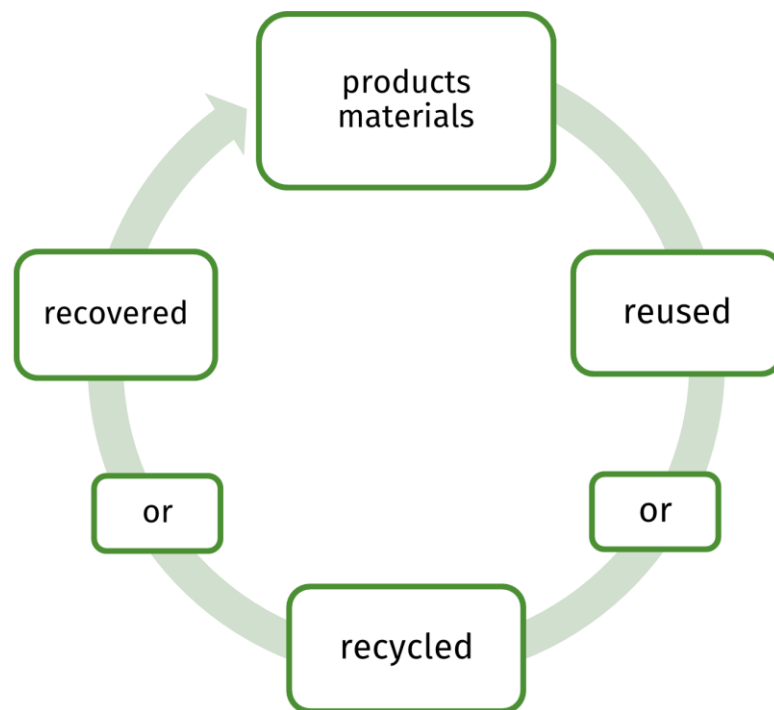 products
materials
reused
or
recycled
or
recovered